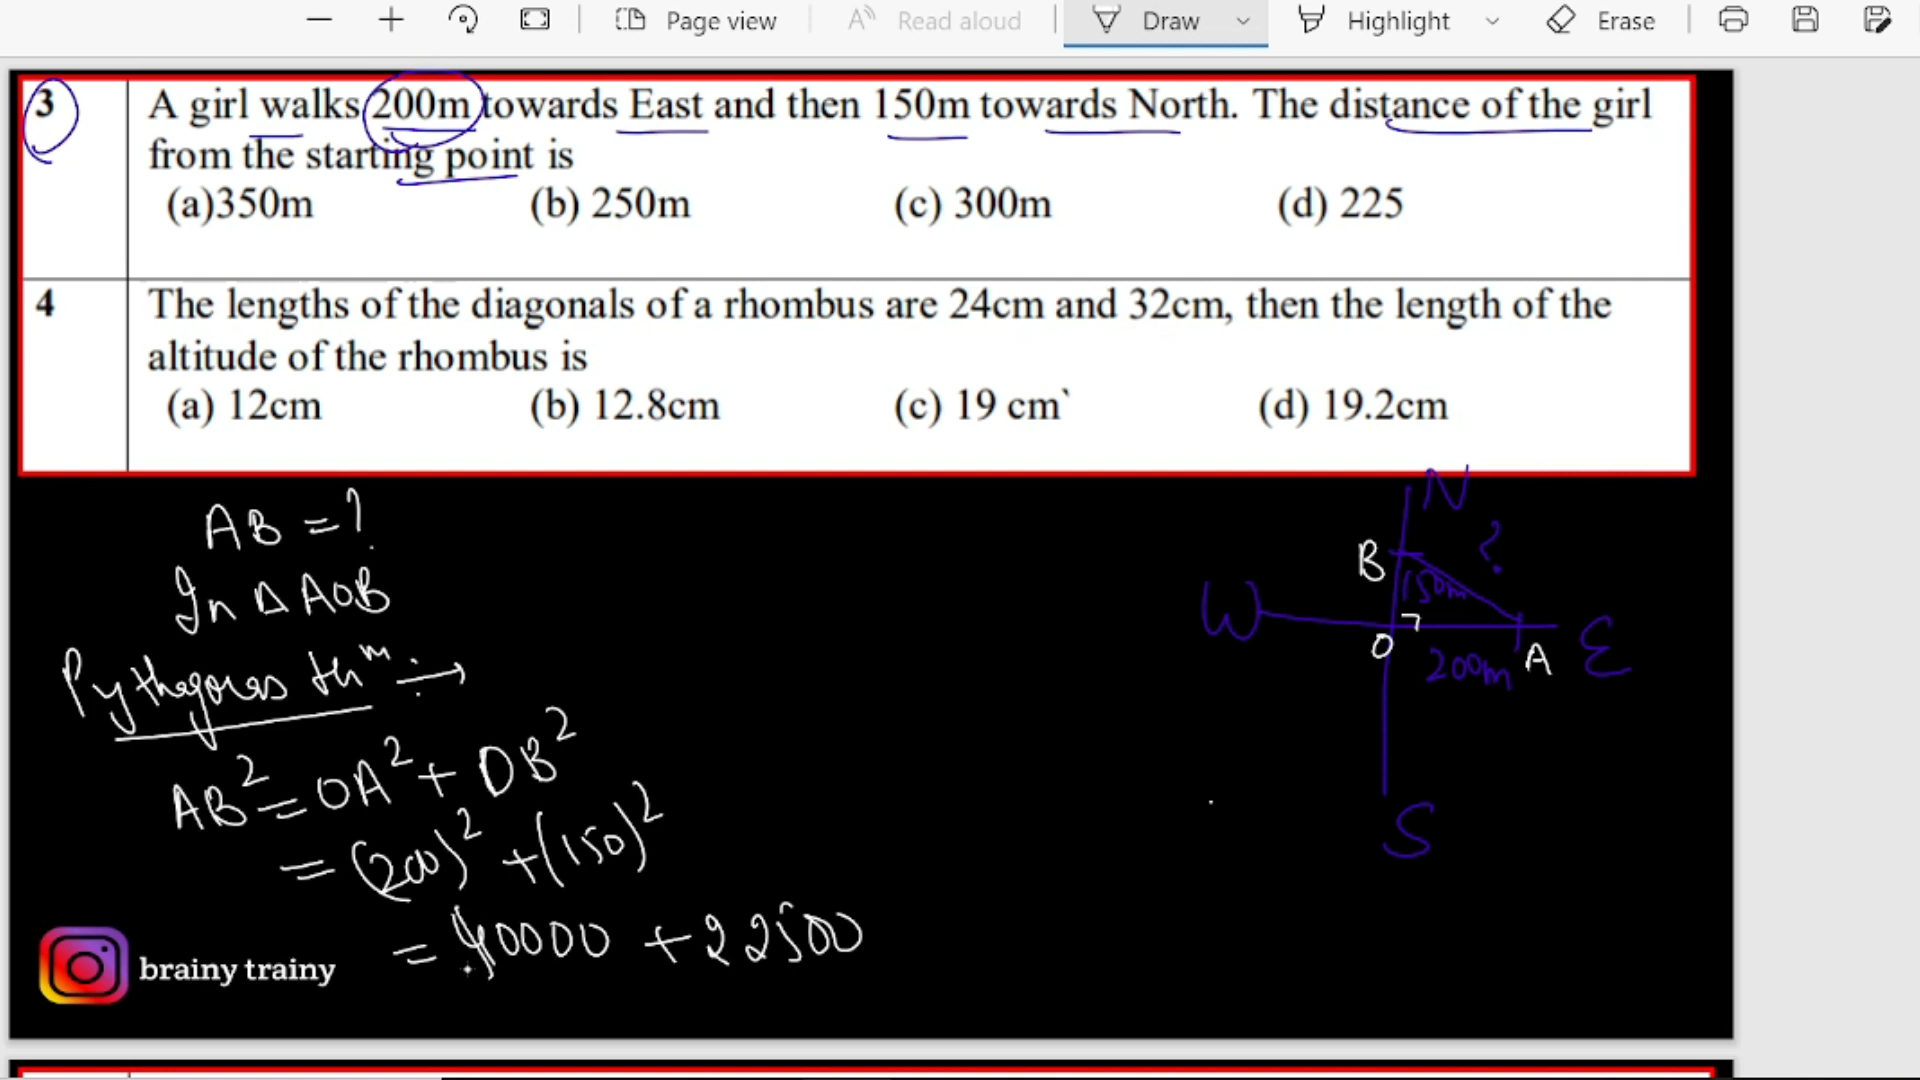 Page view Read aloud Draw Highlight Erase
3 A girl walks 200m towards East and then 150m towards North. The distance of the girl
from the starting point is
(a)350m (b) 250m (c) 300m (d) 225
4 The lengths of the diagonals of a rhombus are 24cm and 32cm, then the length of the
altitude of the rhombus is
(a) 12cm (b) 12.8cm (c) 19 cm` (d) 19.2cm
AB = ?
In Δ AOB
Pythagoras thᵐ :→
AB² = OA² + OB²
= (200)² + (150)²
= 40000 + 22500
N
B ?
150m
W
O 200m A E
S
brainy trainy